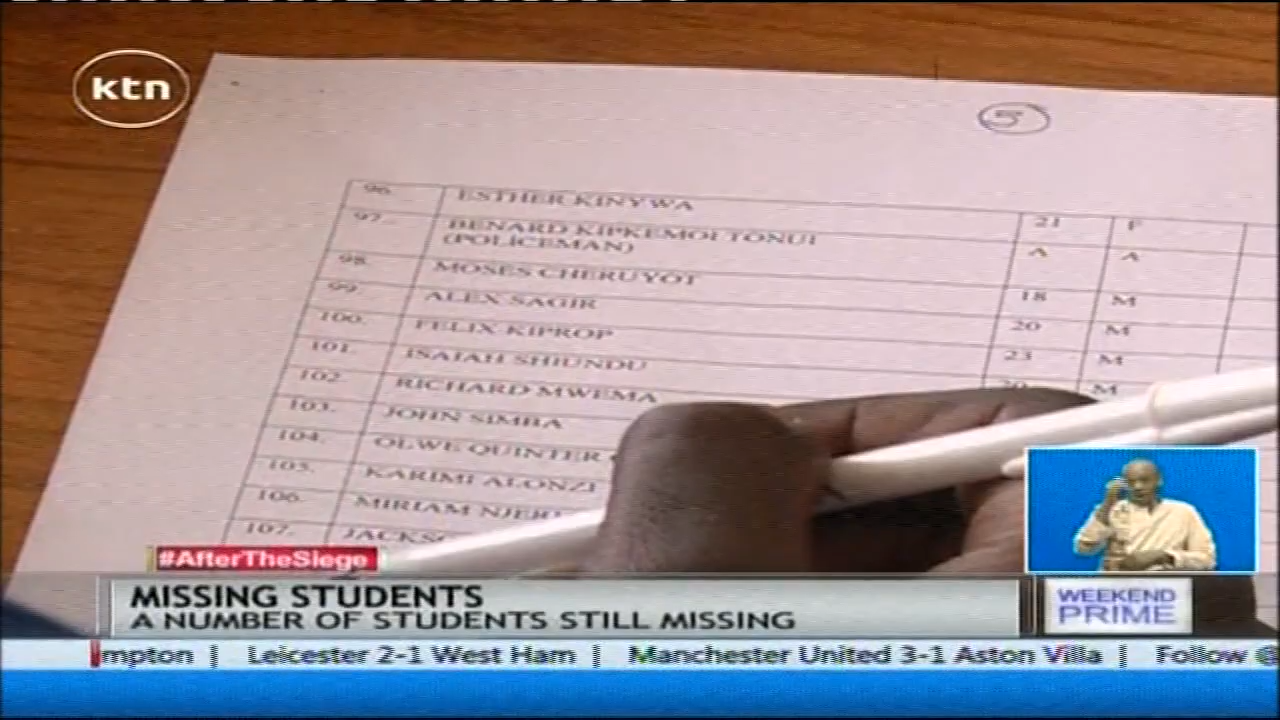 ktn
5
96. ESTHER KINYWA 21 F
97. BENARD KIPKEMOI TONUI A A
(POLICEMAN)
98. MOSES CHERUYOT 18 M
99. ALEX SAGIR 20 M
100. FELIX KIPROP 23 M
101. ISAIAH SHIUNDU 20 M
102 RICHARD MWEMA
103. JOHN SIMBA
104. OLWE QUINTER
105. KARIMI ALONZI
106. MIRIAM
107.
#AfterTheSiege
MISSING STUDENTS
A NUMBER OF STUDENTS STILL MISSING
WEEKEND
PRIME
mpton | Leicester 2-1 West Ham | Manchester United 3-1 Aston Villa | Follow @